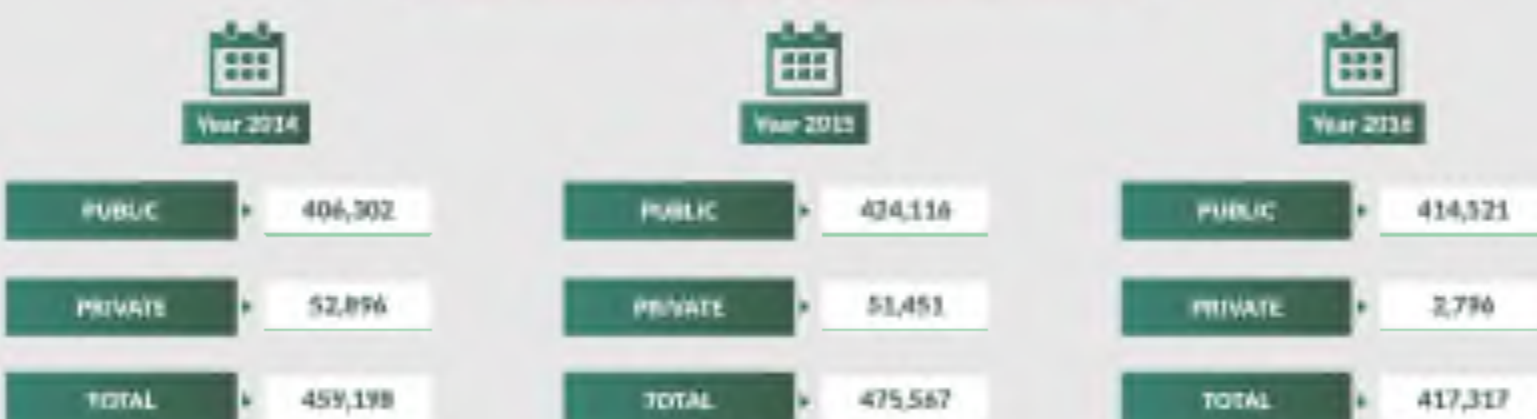 Year 2014 Year 2015 Year 2016
PUBLIC 406,302 PUBLIC 424,116 PUBLIC 414,521
PRIVATE 52,896 PRIVATE 51,451 PRIVATE 2,796
TOTAL 459,198 TOTAL 475,567 TOTAL 417,317